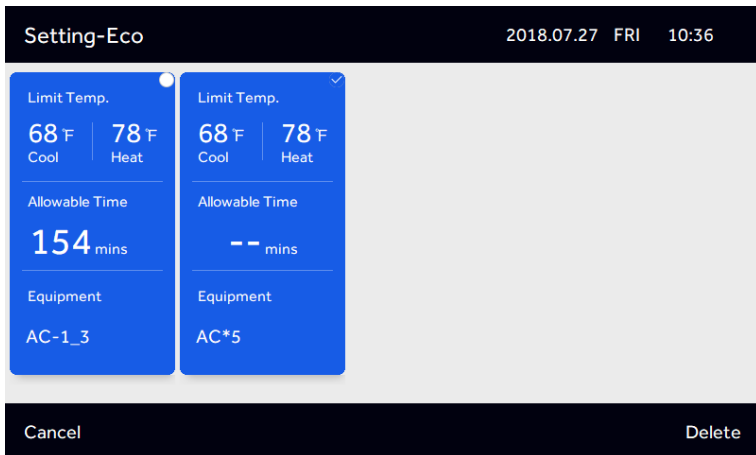 Setting-Eco 2018.07.27 FRI 10:36
Limit Temp.
68 °F 78 °F
Cool Heat
Allowable Time
154 mins
Equipment
AC-1_3
Limit Temp.
68 °F 78 °F
Cool Heat
Allowable Time
-- mins
Equipment
AC*5
Cancel Delete